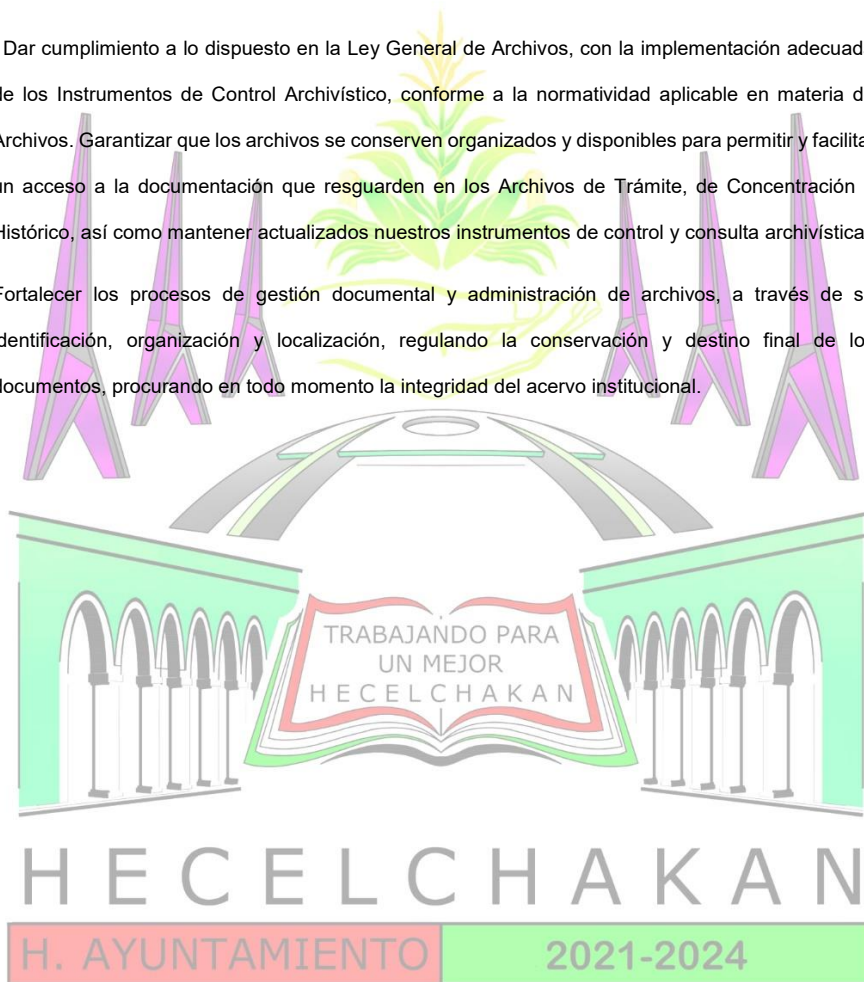 Dar cumplimiento a lo dispuesto en la Ley General de Archivos, con la implementación adecuad
de los Instrumentos de Control Archivístico, conforme a la normatividad aplicable en materia d
Archivos. Garantizar que los archivos se conserven organizados y disponibles para permitir y facilita
un acceso a la documentación que resguarden en los Archivos de Trámite, de Concentración
Histórico, así como mantener actualizados nuestros instrumentos de control y consulta archivística
Fortalecer los procesos de gestión documental y administración de archivos, a través de s
identificación, organización y localización, regulando la conservación y destino final de lo
documentos, procurando en todo momento la integridad del acervo institucional.
TRABAJANDO PARA
UN MEJOR
HECELCHAKAN
HECELCHAKAN
H. AYUNTAMIENTO 2021-2024